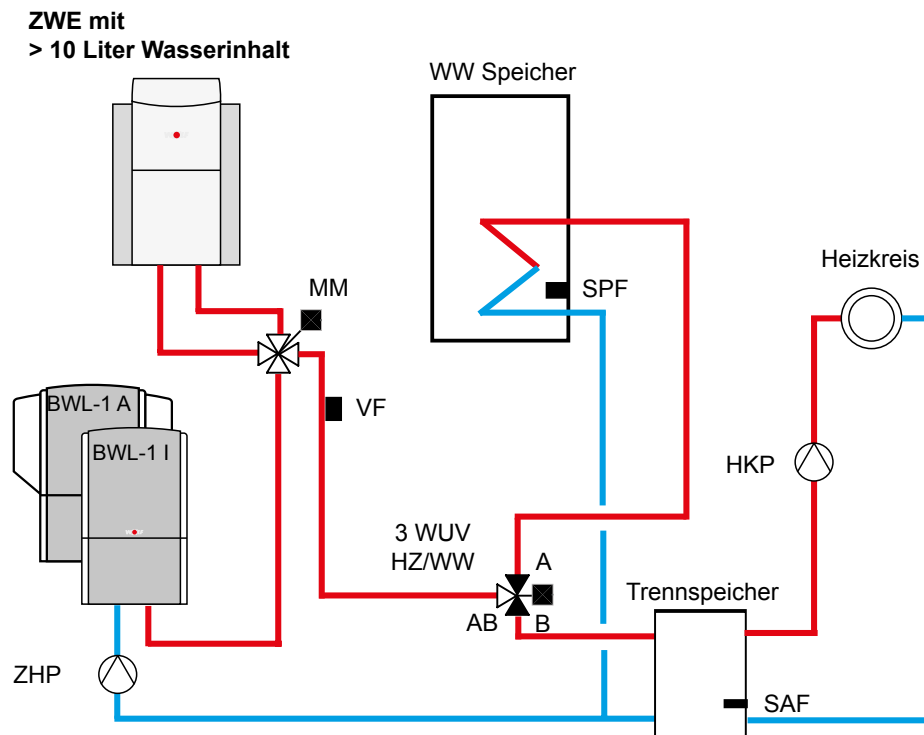 ZWE mit
> 10 Liter Wasserinhalt
WW Speicher
MM
SPF
Heizkreis
VF
BWL-1 A
BWL-1 I
HKP
3 WUV
HZ/WW
A
AB
B
Trennspeicher
ZHP
SAF